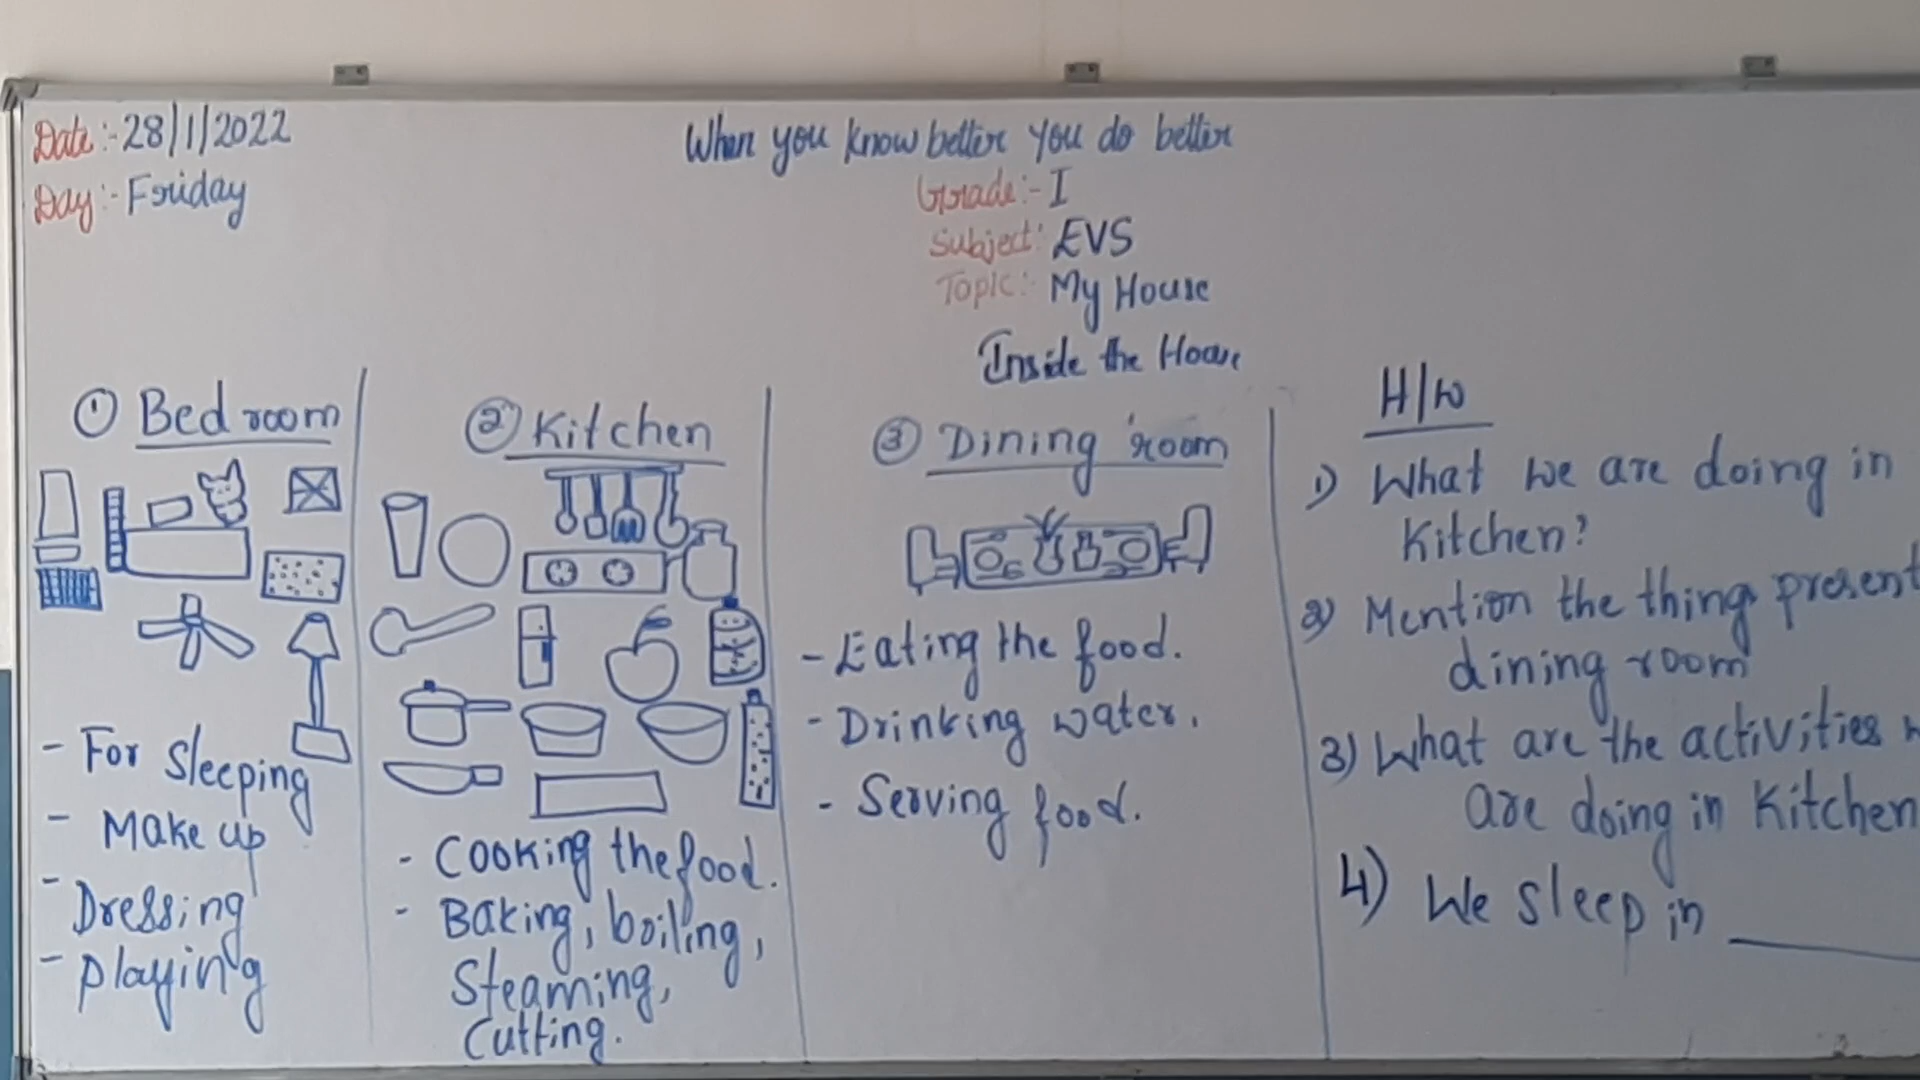 Date:-28/1/2022
Day:-Friday
When you know better you do better
Grade:-I
Subject: EVS
Topic:- My House
Inside the House
① Bedroom
- For Sleeping
- Make up
- Dressing
- playing
② Kitchen
- Cooking the food.
- Baking, boiling,
Steaming,
Cutting.
③ Dining room
- Eating the food.
- Drinking water.
- Serving food.
H/W
1) What we are doing in
Kitchen?
2) Mention the things present
dining room
3) What are the activities
are doing in Kitchen
4) We sleep in ______